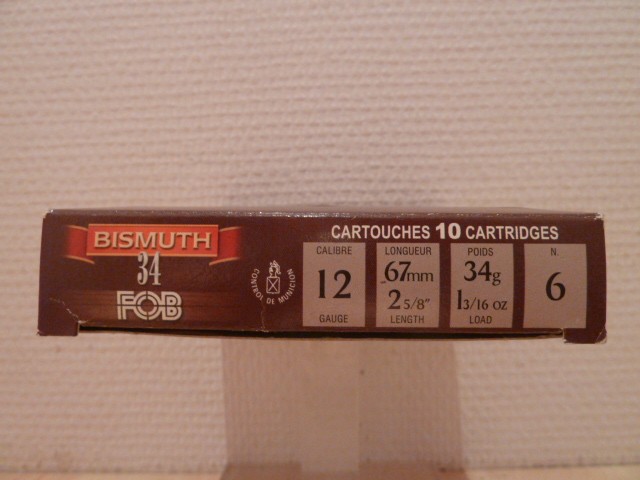 BISMUTH
34
FOB
CONTROL DE MUNICION
CARTOUCHES 10 CARTRIDGES
CALIBRE
12
GAUGE
LONGUEUR
67mm
2 5/8"
LENGTH
POIDS
34g
1 3/16 oz
LOAD
N.
6